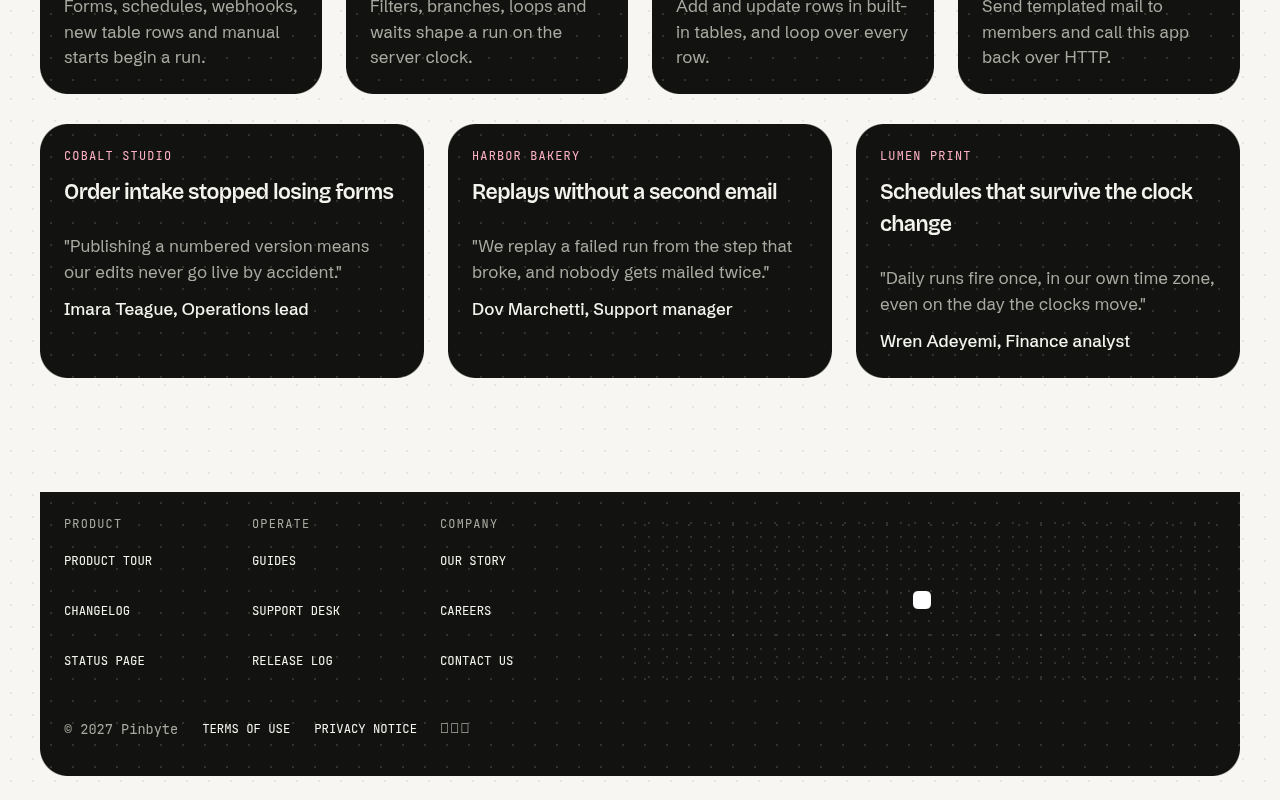 Forms, schedules, webhooks,
new table rows and manual
starts begin a run.
Filters, branches, loops and
waits shape a run on the
server clock.
Add and update rows in built-
in tables, and loop over every
row.
Send templated mail to
members and call this app
back over HTTP.
COBALT STUDIO
Order intake stopped losing forms
"Publishing a numbered version means
our edits never go live by accident."
Imara Teague, Operations lead
HARBOR BAKERY
Replays without a second email
"We replay a failed run from the step that
broke, and nobody gets mailed twice."
Dov Marchetti, Support manager
LUMEN PRINT
Schedules that survive the clock
change
"Daily runs fire once, in our own time zone,
even on the day the clocks move."
Wren Adeyemi, Finance analyst
PRODUCT
PRODUCT TOUR
CHANGELOG
STATUS PAGE
OPERATE
GUIDES
SUPPORT DESK
RELEASE LOG
COMPANY
OUR STORY
CAREERS
CONTACT US
© 2027 Pinbyte
TERMS OF USE
PRIVACY NOTICE